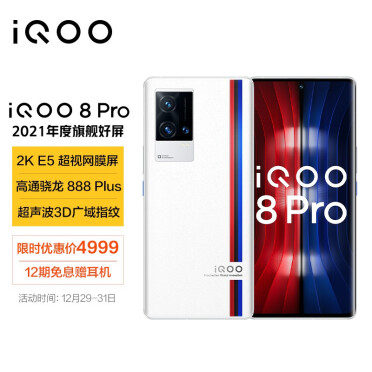 iQOO
iQOO 8 Pro
2021年度旗舰好屏
2K E5 超视网膜屏
高通骁龙 888 Plus
超声波3D广域指纹
限时优惠价4999
12期免息赠耳机
活动时间：12月29-31日
iQOO
iQOO
8 Pro